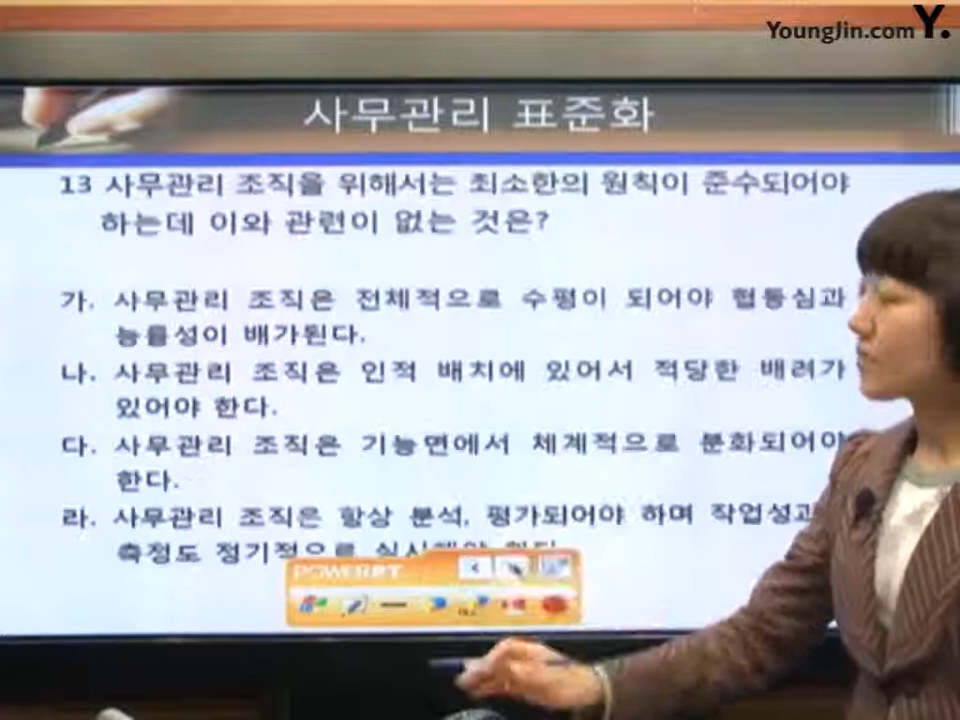 YoungJin.com Y.
사무관리 표준화
13 사무관리 조직을 위해서는 최소한의 원칙이 준수되어야
하는데 이와 관련이 없는 것은?
가. 사무관리 조직은 전체적으로 수평이 되어야 협동심과
능률성이 배가된다.
나. 사무관리 조직은 인적 배치에 있어서 적당한 배려가
있어야 한다.
다. 사무관리 조직은 기능면에서 체계적으로 분화되어야
한다.
라. 사무관리 조직은 항상 분석, 평가되어야 하며 작업성과
측정도 정기적으로 실시해야 한다.
POWERPT